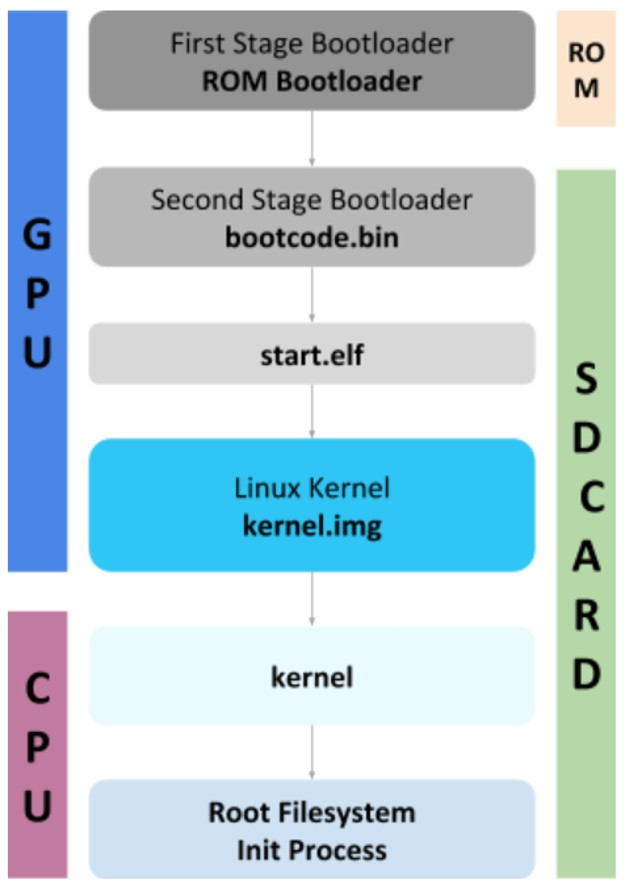 First Stage Bootloader
ROM Bootloader
RO
M
Second Stage Bootloader
bootcode.bin
G
P
U
start.elf
Linux Kernel
kernel.img
S
D
C
A
R
D
kernel
C
P
U
Root Filesystem
Init Process